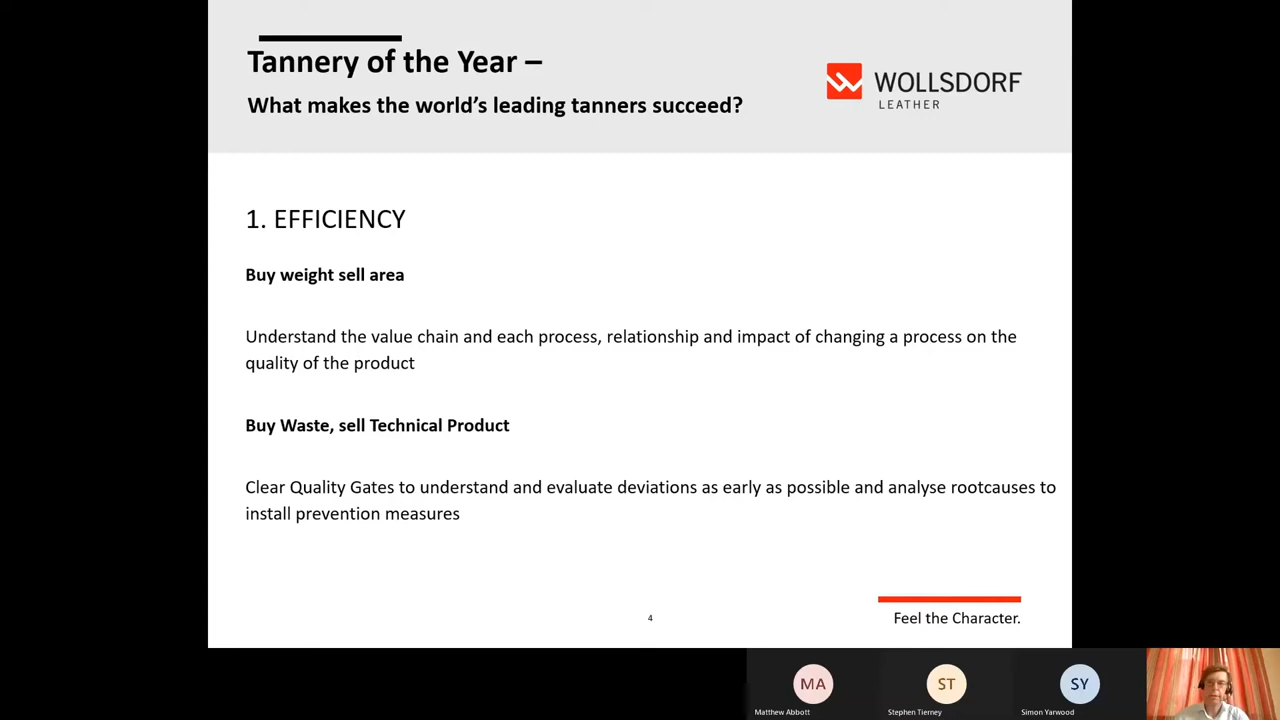 Tannery of the Year –
What makes the world's leading tanners succeed?
WOLLSDORF
LEATHER
1. EFFICIENCY
Buy weight sell area
Understand the value chain and each process, relationship and impact of changing a process on the
quality of the product
Buy Waste, sell Technical Product
Clear Quality Gates to understand and evaluate deviations as early as possible and analyse rootcauses to
install prevention measures
4
Feel the Character.
MA
ST
SY
Matthew Abbott
Stephen Tierney
Simon Yarwood